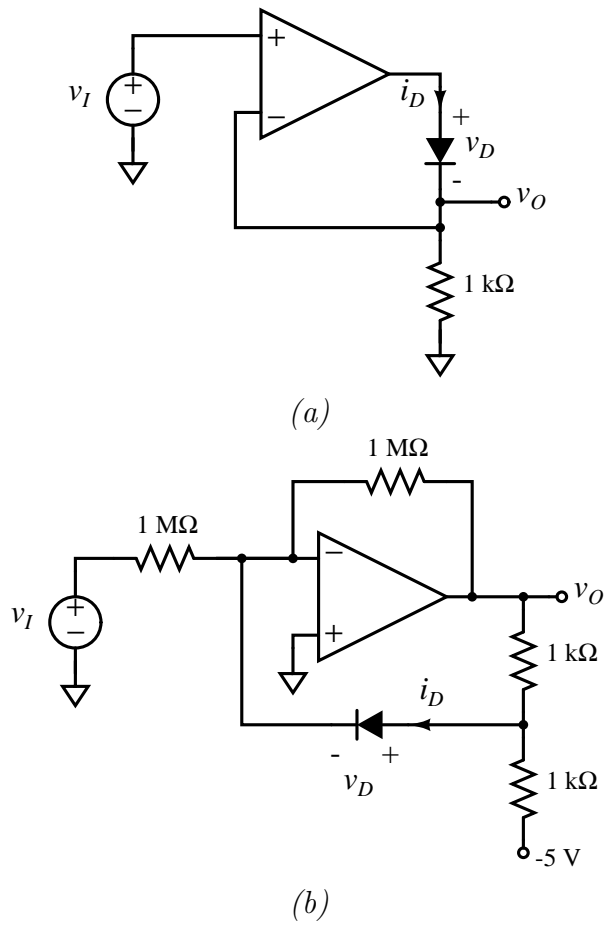 +
v_I + −
i_D
− +
v_D
-
v_O
1 kΩ
(a)
1 MΩ
1 MΩ
−
v_I + −
+
v_O
1 kΩ
i_D
- +
v_D
1 kΩ
-5 V
(b)